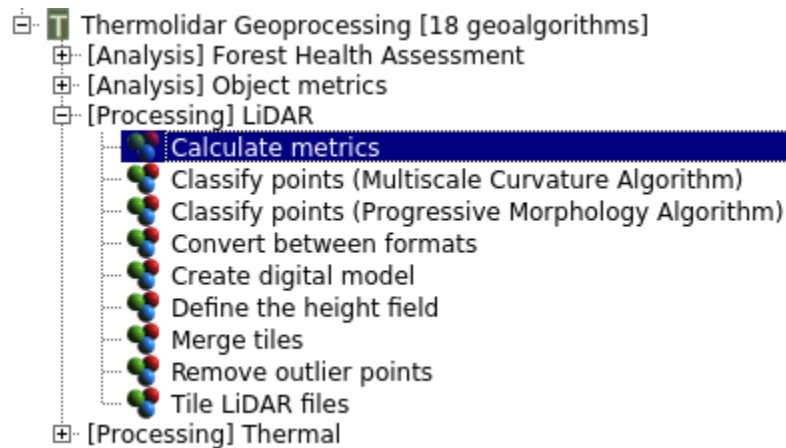 T Thermolidar Geoprocessing [18 geoalgorithms]
[Analysis] Forest Health Assessment
[Analysis] Object metrics
[Processing] LiDAR
Calculate metrics
Classify points (Multiscale Curvature Algorithm)
Classify points (Progressive Morphology Algorithm)
Convert between formats
Create digital model
Define the height field
Merge tiles
Remove outlier points
Tile LiDAR files
[Processing] Thermal